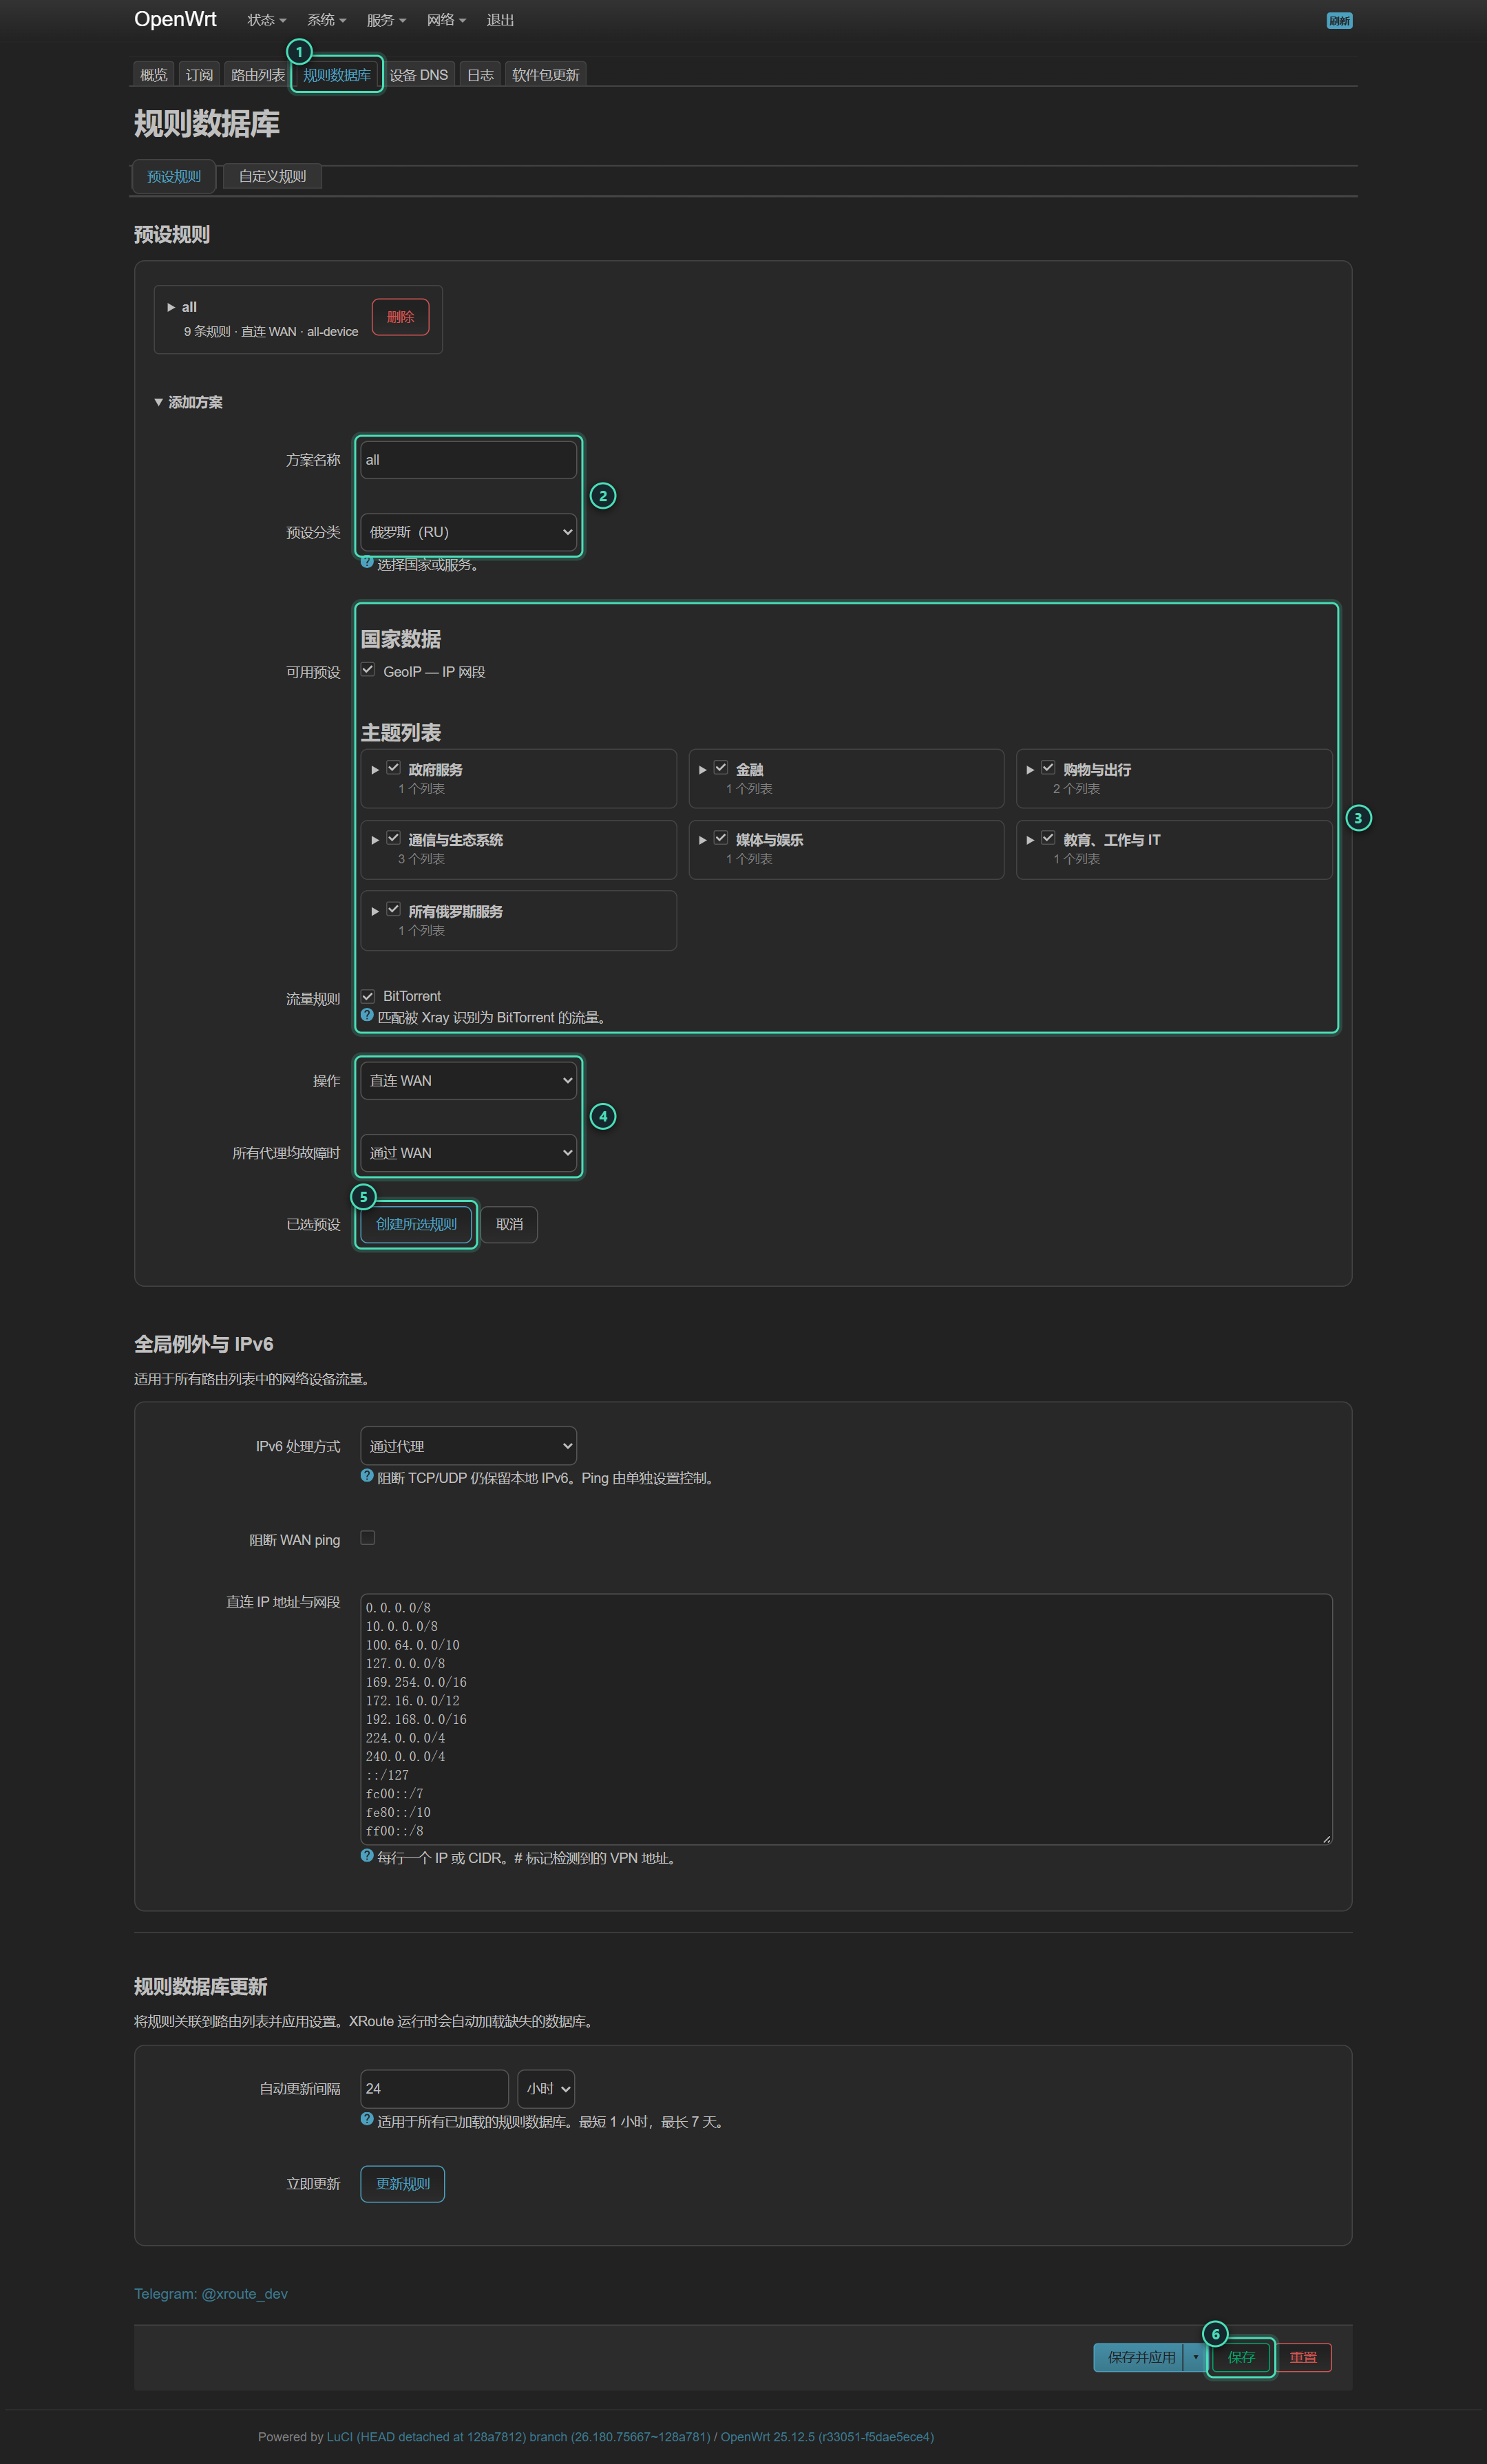 OpenWrt 状态 系统 服务 网络 退出 刷新
1
概览 订阅 路由列表 规则数据库 设备 DNS 日志 软件包更新
规则数据库
预设规则 自定义规则
预设规则
all
9 条规则 · 直连 WAN · all-device
删除
添加方案
方案名称 all
2
预设分类 俄罗斯（RU）
选择国家或服务。
国家数据
可用预设 GeoIP — IP 网段
主题列表
政府服务 金融 购物与出行
1 个列表 1 个列表 2 个列表
3
通信与生态系统 媒体与娱乐 教育、工作与 IT
3 个列表 1 个列表 1 个列表
所有俄罗斯服务
1 个列表
流量规则 BitTorrent
匹配被 Xray 识别为 BitTorrent 的流量。
操作 直连 WAN
4
所有代理均故障时 通过 WAN
5
已选预设 创建所选规则 取消
全局例外与 IPv6
适用于所有路由列表中的网络设备流量。
IPv6 处理方式 通过代理
阻断 TCP/UDP 仍保留本地 IPv6。Ping 由单独设置控制。
阻断 WAN ping
直连 IP 地址与网段
0.0.0.0/8
10.0.0.0/8
100.64.0.0/10
127.0.0.0/8
169.254.0.0/16
172.16.0.0/12
192.168.0.0/16
224.0.0.0/4
240.0.0.0/4
::/127
fc00::/7
fe80::/10
ff00::/8
每行一个 IP 或 CIDR。# 标记检测到的 VPN 地址。
规则数据库更新
将规则关联到路由列表并应用设置。XRoute 运行时会自动加载缺失的数据库。
自动更新间隔 24 小时
适用于所有已加载的规则数据库。最短 1 小时，最长 7 天。
立即更新 更新规则
Telegram: @xroute_dev
6
保存并应用 保存 重置
Powered by LuCI (HEAD detached at 128a7812) branch (26.180.75667~128a781) / OpenWrt 25.12.5 (r33051-f5dae5ece4)